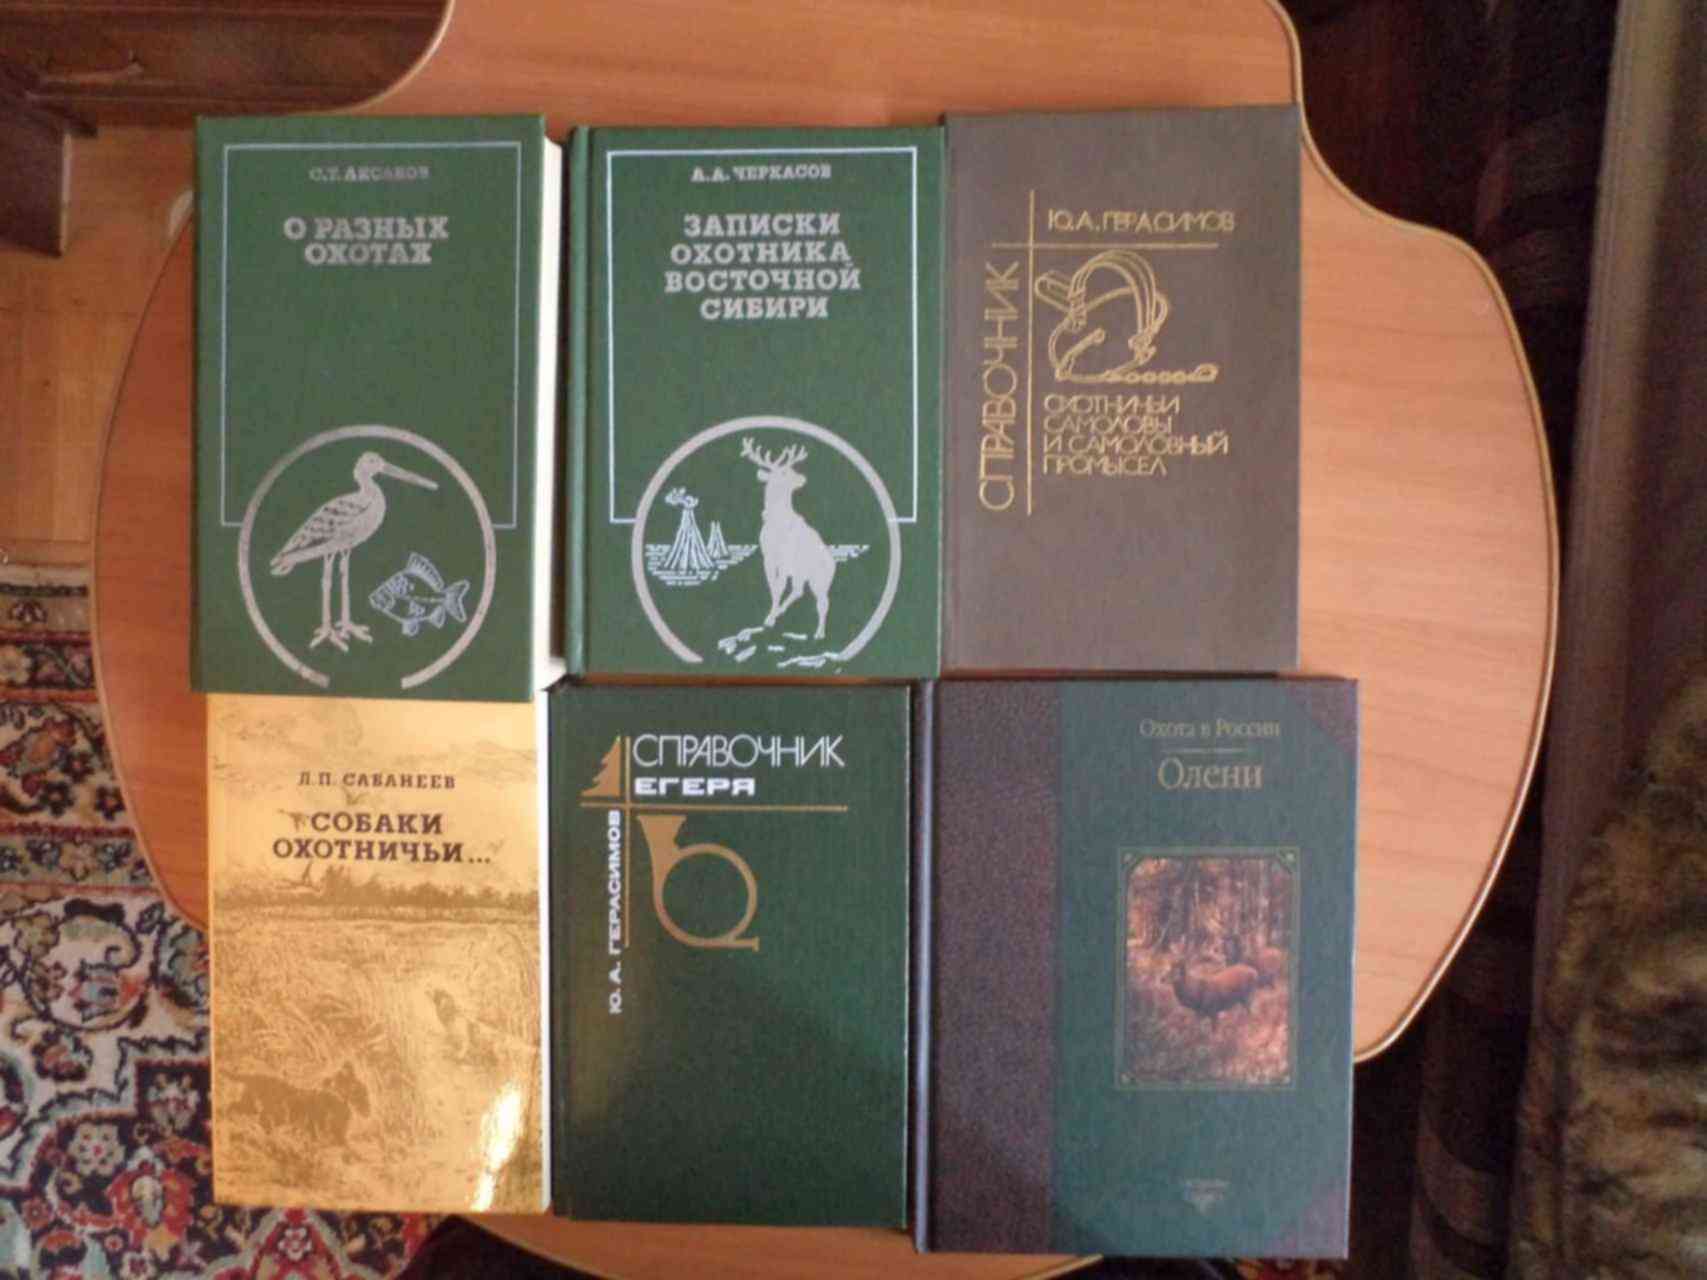 С.Т. АКСАКОВ
О РАЗНЫХ
ОХОТАХ
А.А. ЧЕРКАСОВ
ЗАПИСКИ
ОХОТНИКА
ВОСТОЧНОЙ
СИБИРИ
Ю.А. ГЕРАСИМОВ
СПРАВОЧНИК
ОХОТНИЧЬИ
САМОЛОВЫ
И САМОЛОВНЫЙ
ПРОМЫСЕЛ
Л.П. САБАНЕЕВ
СОБАКИ
ОХОТНИЧЬИ...
СПРАВОЧНИК
ЕГЕРЯ
Ю. А. ГЕРАСИМОВ
Охота в России
Олени